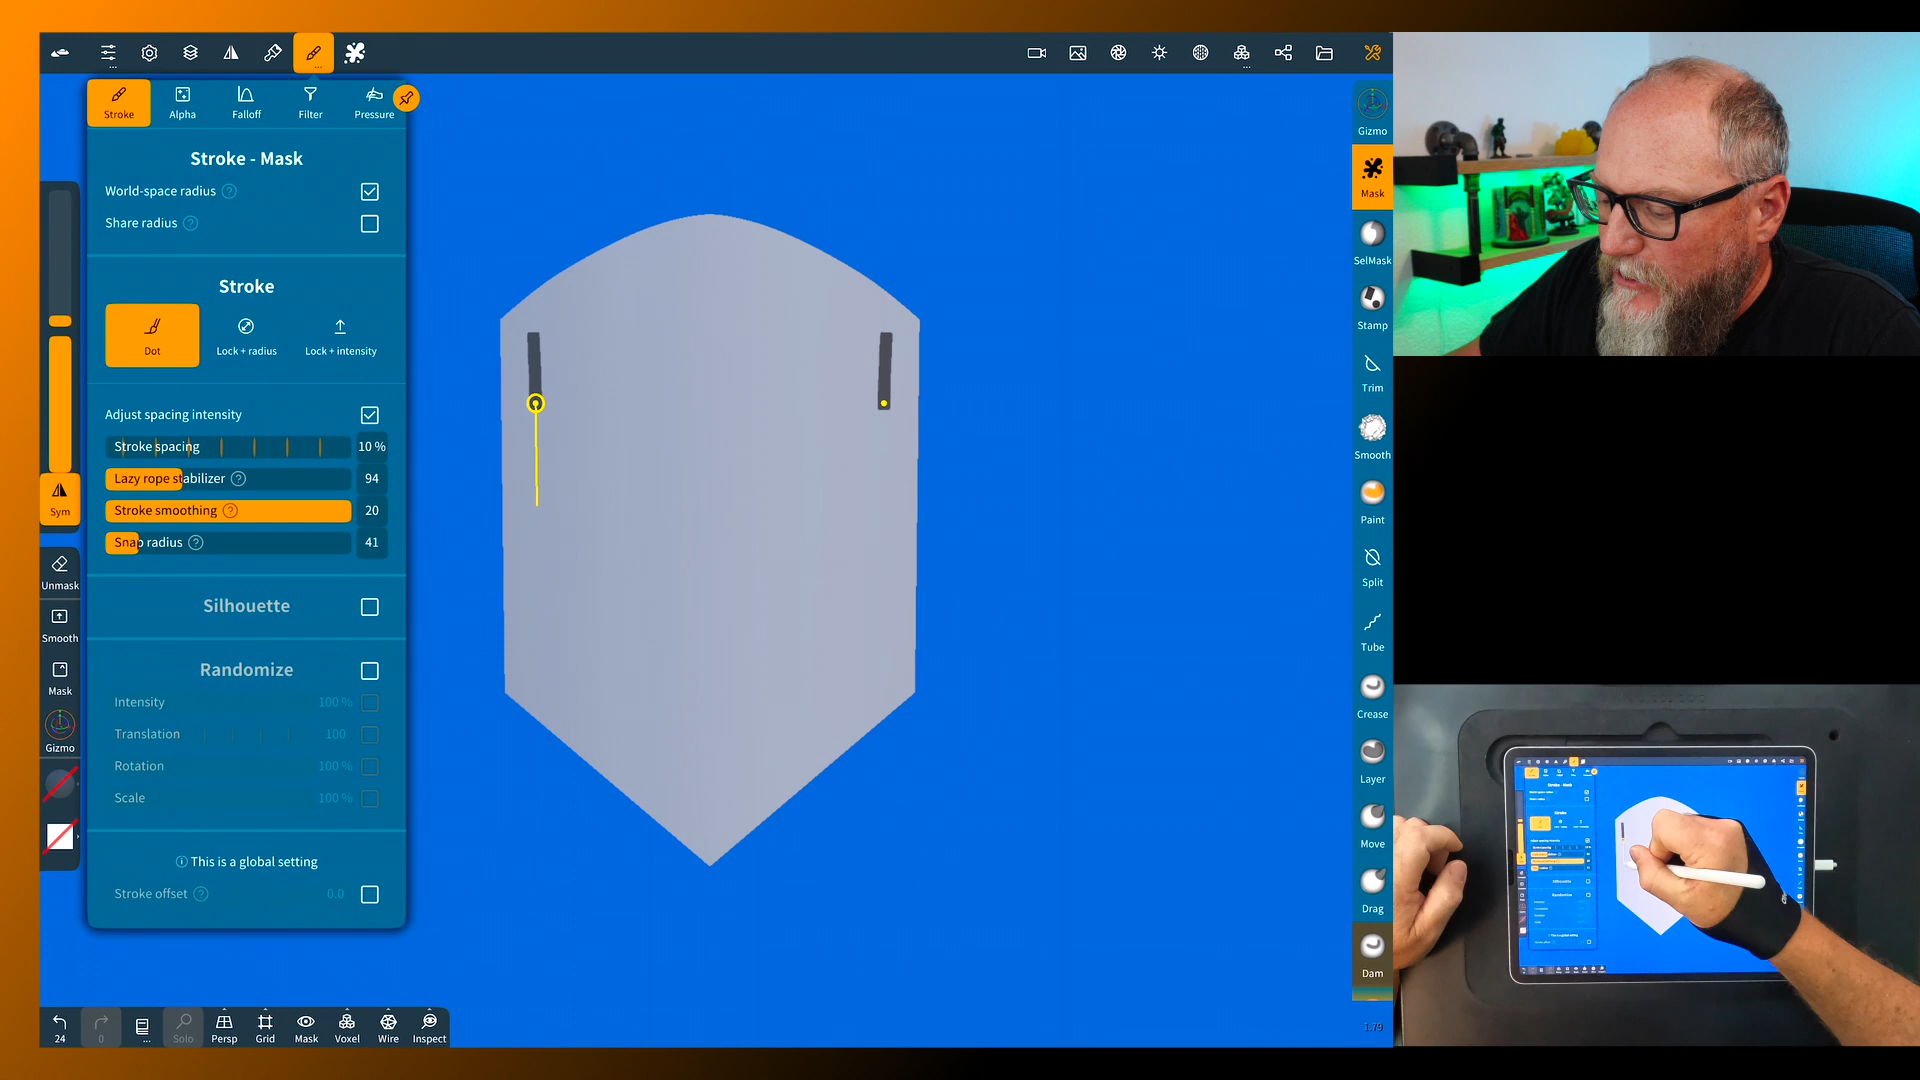 Stroke
Alpha
Falloff
Filter
Pressure
Stroke - Mask
World-space radius ?
Share radius ?
Stroke
Dot
Lock + radius
Lock + intensity
Adjust spacing intensity
Stroke spacing 10 %
Lazy rope stabilizer ? 94
Stroke smoothing ? 20
Snap radius ? 41
Silhouette
Randomize
Intensity 100 %
Translation 100
Rotation 100 %
Scale 100 %
This is a global setting
Stroke offset ? 0.0
Sym
Unmask
Smooth
Mask
Gizmo
24
0
...
Solo
Persp
Grid
Mask
Voxel
Wire
Inspect
Gizmo
Mask
SelMask
Stamp
Trim
Smooth
Paint
Split
Tube
Crease
Layer
Move
Drag
Dam
1.79